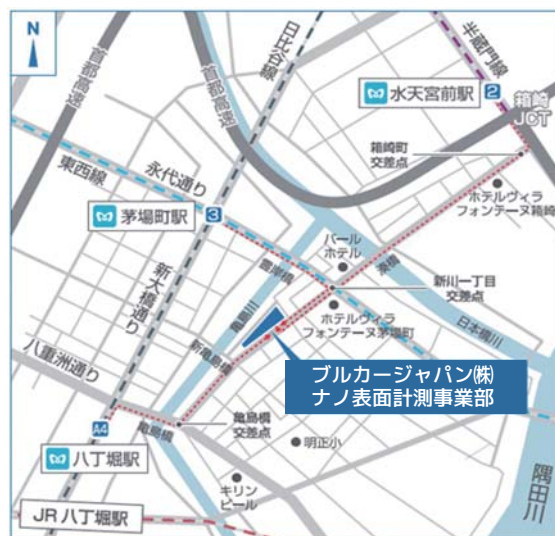 N
首都高速
首都高速
日比谷線
半蔵門線
水天宮前駅
2
箱崎
JCT
箱崎町
交差点
ホテルヴィラ
フォンテーヌ箱崎
東西線
永代通り
茅場町駅
3
霊岸橋
パール
ホテル
湊橋
新川一丁目
交差点
日本橋川
新大橋通り
八重洲通り
亀島川
新亀島橋
ホテルヴィラ
フォンテーヌ茅場町
ブルカージャパン㈱
ナノ表面計測事業部
A4
亀島橋
亀島橋
交差点
八丁堀駅
明正小
キリン
ビール
JR 八丁堀駅
隅田川